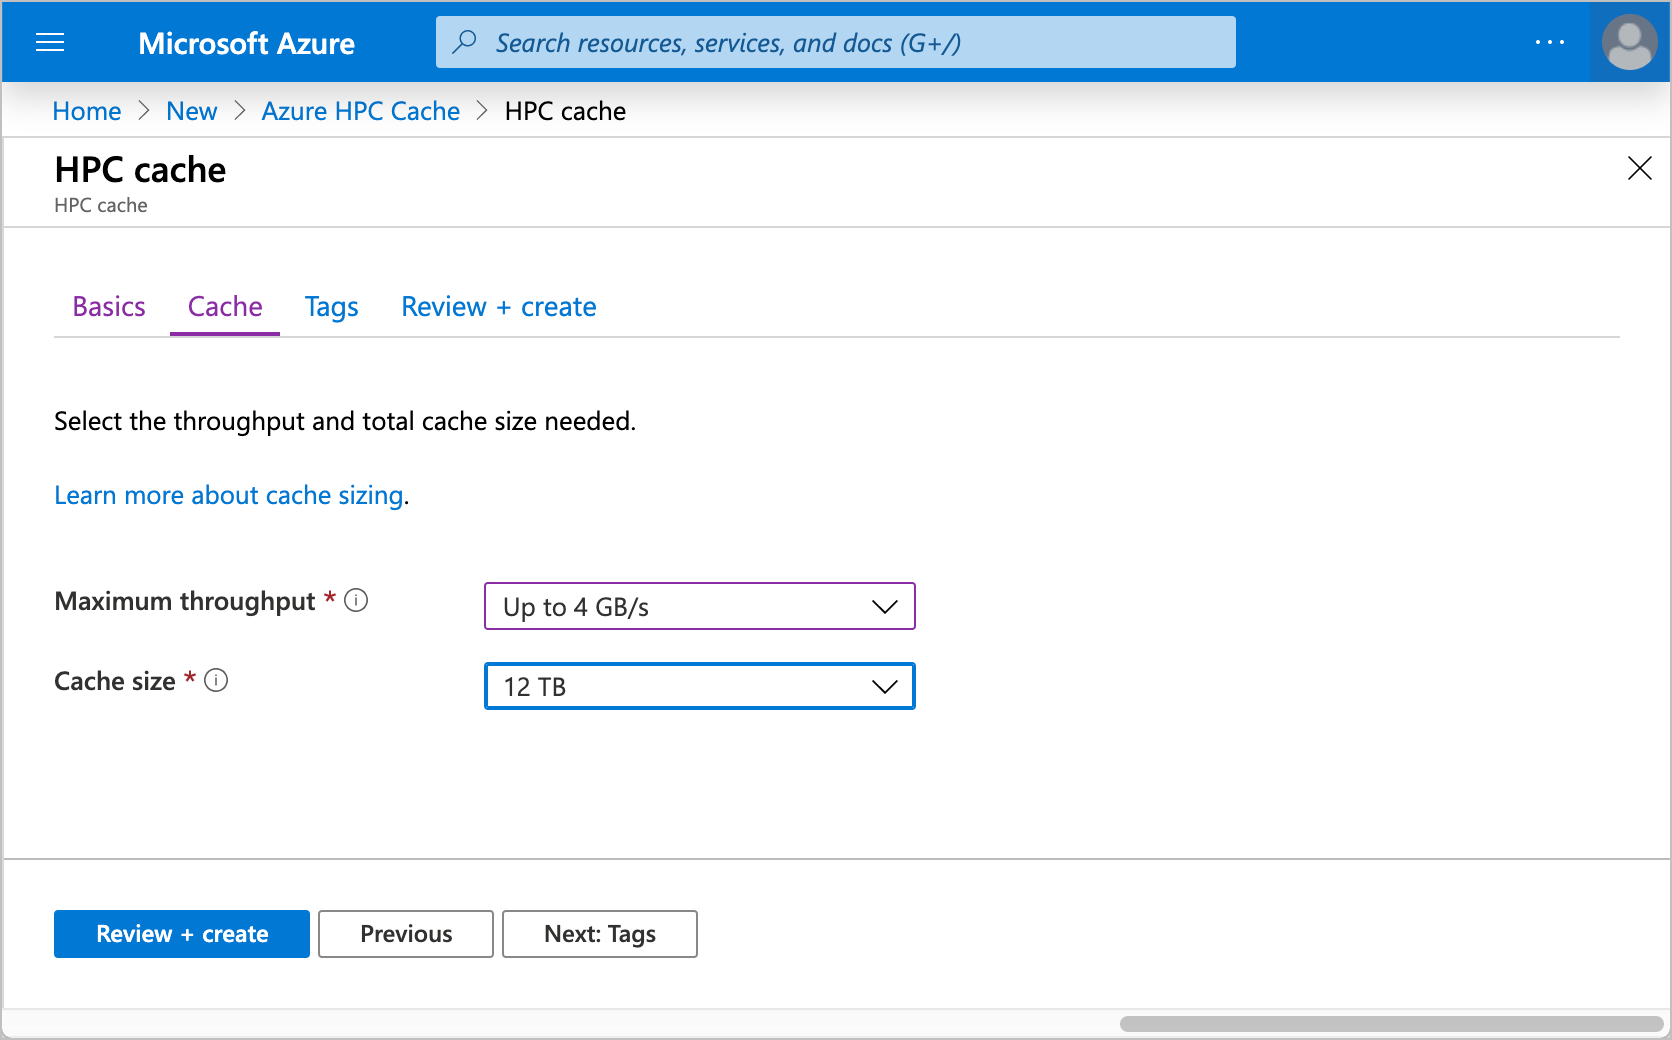 Microsoft Azure
Search resources, services, and docs (G+/)
Home > New > Azure HPC Cache > HPC cache
HPC cache
HPC cache
Basics Cache Tags Review + create
Select the throughput and total cache size needed.
Learn more about cache sizing.
Maximum throughput * Up to 4 GB/s
Cache size * 12 TB
Review + create Previous Next: Tags